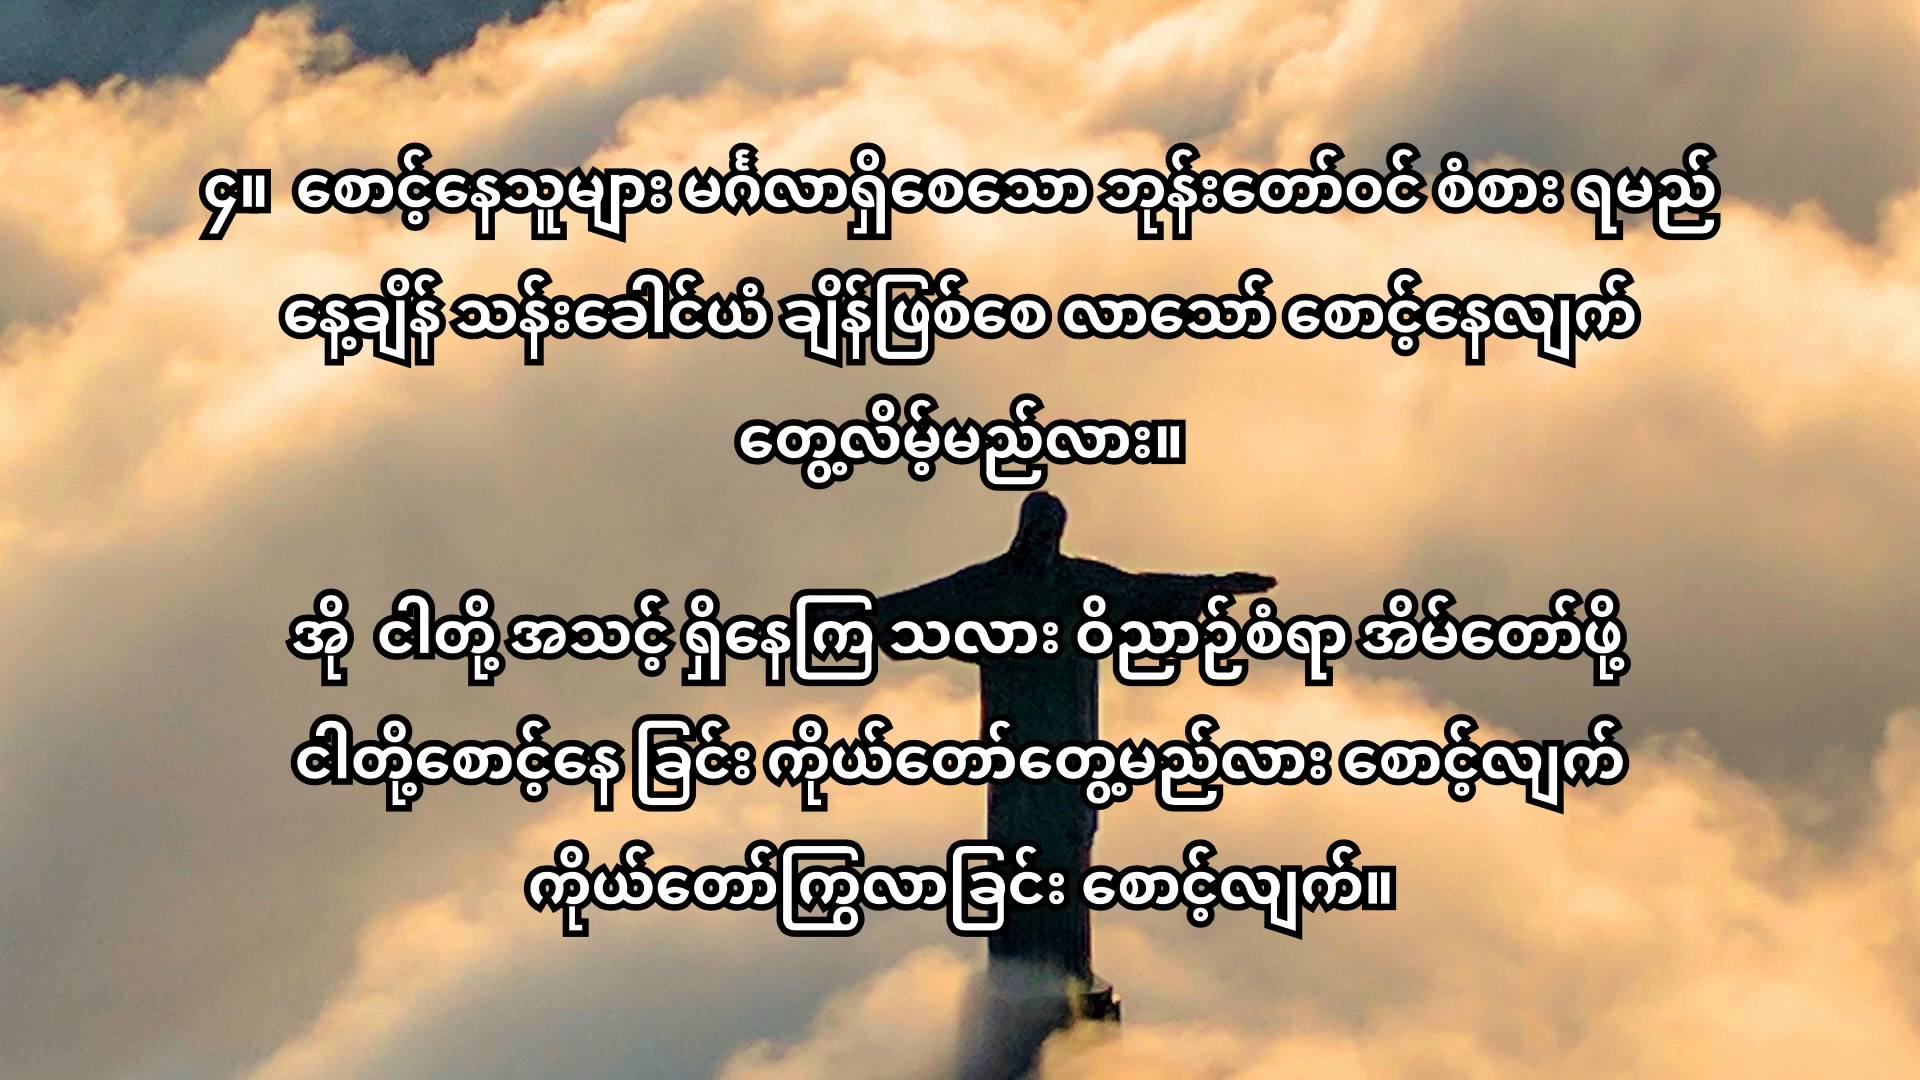 ၄။ စောင့်နေသူများ မင်္ဂလာရှိစေသော ဘုန်းတော်ဝင် စံစား ရမည်
နေ့ချိန် သန်းခေါင်ယံ ချိန်ဖြစ်စေ လာသော် စောင့်နေလျက်
တွေ့လိမ့်မည်လား။
အို ငါတို့ အသင့် ရှိနေကြ သလား ဝိညာဉ်စံရာ အိမ်တော်ဖို့
ငါတို့စောင့်နေ ခြင်း ကိုယ်တော်တွေ့မည်လား စောင့်လျက်
ကိုယ်တော်ကြွလာခြင်း စောင့်လျက်။